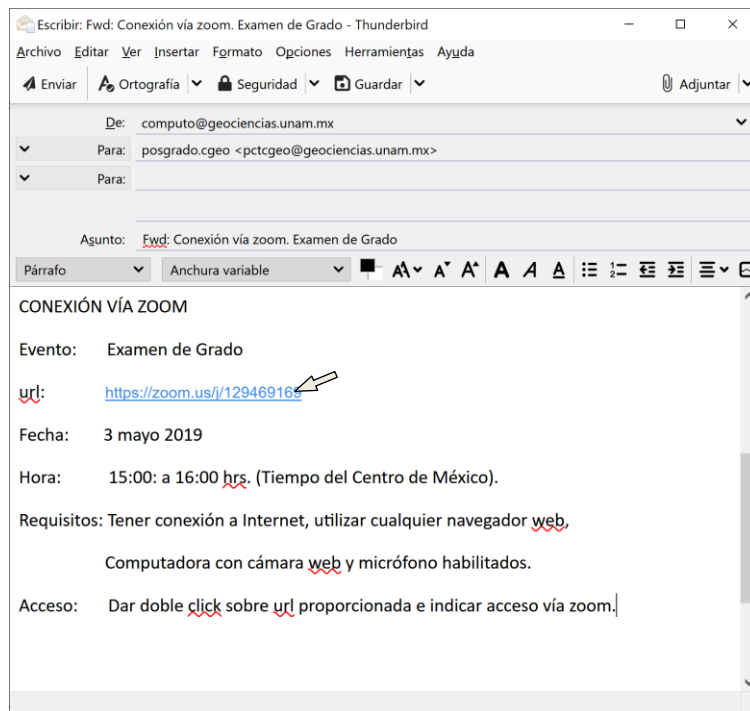 Escribir: Fwd: Conexión vía zoom. Examen de Grado - Thunderbird
Archivo Editar Ver Insertar Formato Opciones Herramientas Ayuda
Enviar Ortografía Seguridad Guardar Adjuntar
De: computo@geociencias.unam.mx
Para: posgrado.cgeo <pctcgeo@geociencias.unam.mx>
Para:
Asunto: Fwd: Conexión vía zoom. Examen de Grado
Párrafo Anchura variable
CONEXIÓN VÍA ZOOM
Evento: Examen de Grado
url: https://zoom.us/j/129469169
Fecha: 3 mayo 2019
Hora: 15:00: a 16:00 hrs. (Tiempo del Centro de México).
Requisitos: Tener conexión a Internet, utilizar cualquier navegador web,
Computadora con cámara web y micrófono habilitados.
Acceso: Dar doble click sobre url proporcionada e indicar acceso vía zoom.